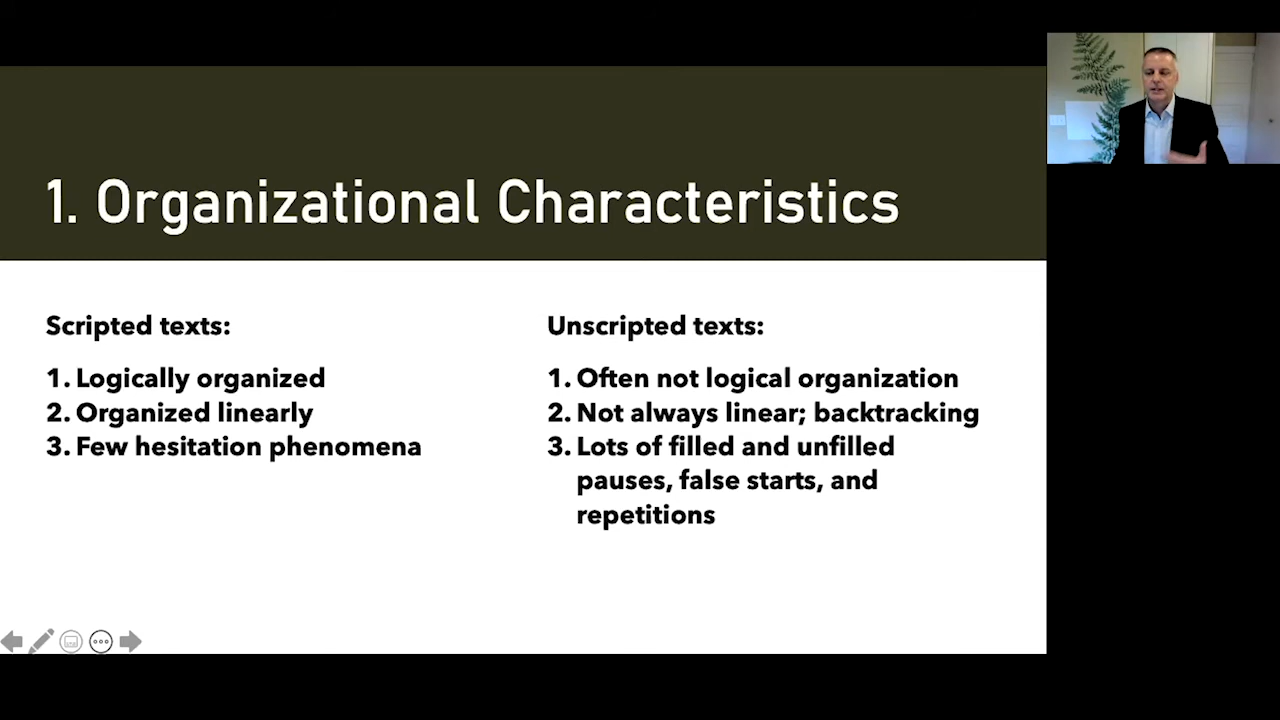 1. Organizational Characteristics
Scripted texts:
1. Logically organized
2. Organized linearly
3. Few hesitation phenomena
Unscripted texts:
1. Often not logical organization
2. Not always linear; backtracking
3. Lots of filled and unfilled
pauses, false starts, and
repetitions